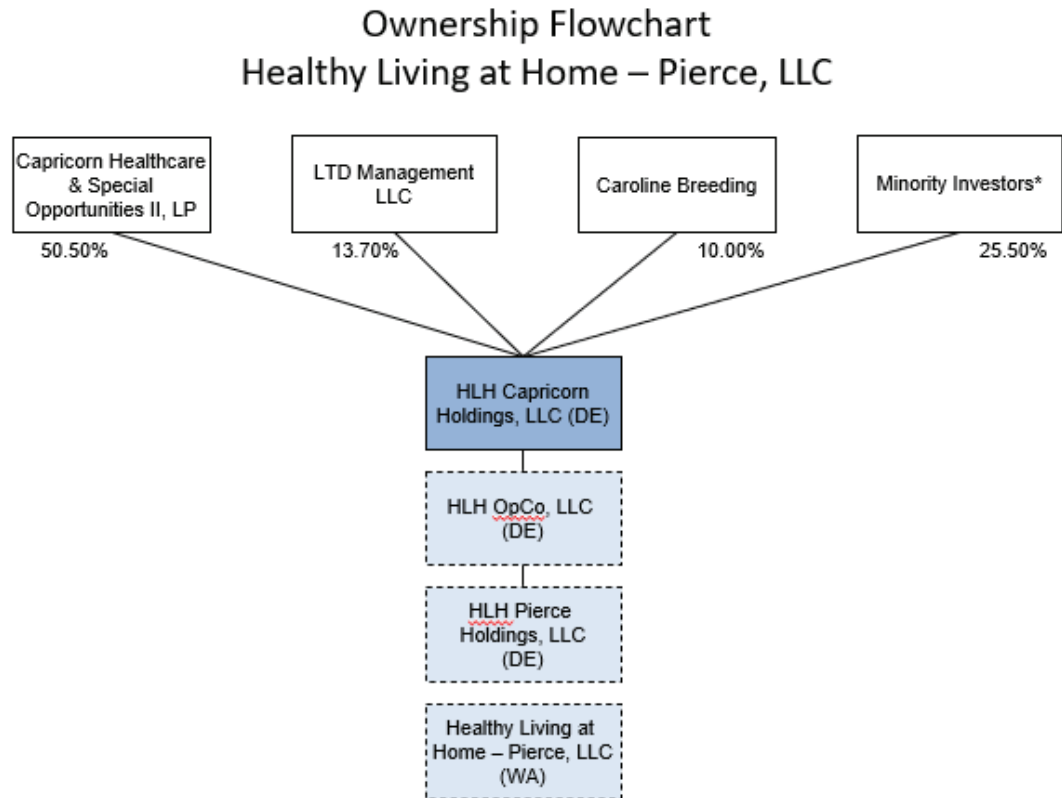 Ownership Flowchart
Healthy Living at Home – Pierce, LLC
Capricorn Healthcare
& Special
Opportunities II, LP
LTD Management
LLC
Caroline Breeding
Minority Investors*
50.50%
13.70%
10.00%
25.50%
HLH Capricorn
Holdings, LLC (DE)
HLH OpCo, LLC
(DE)
HLH Pierce
Holdings, LLC
(DE)
Healthy Living at
Home – Pierce, LLC
(WA)